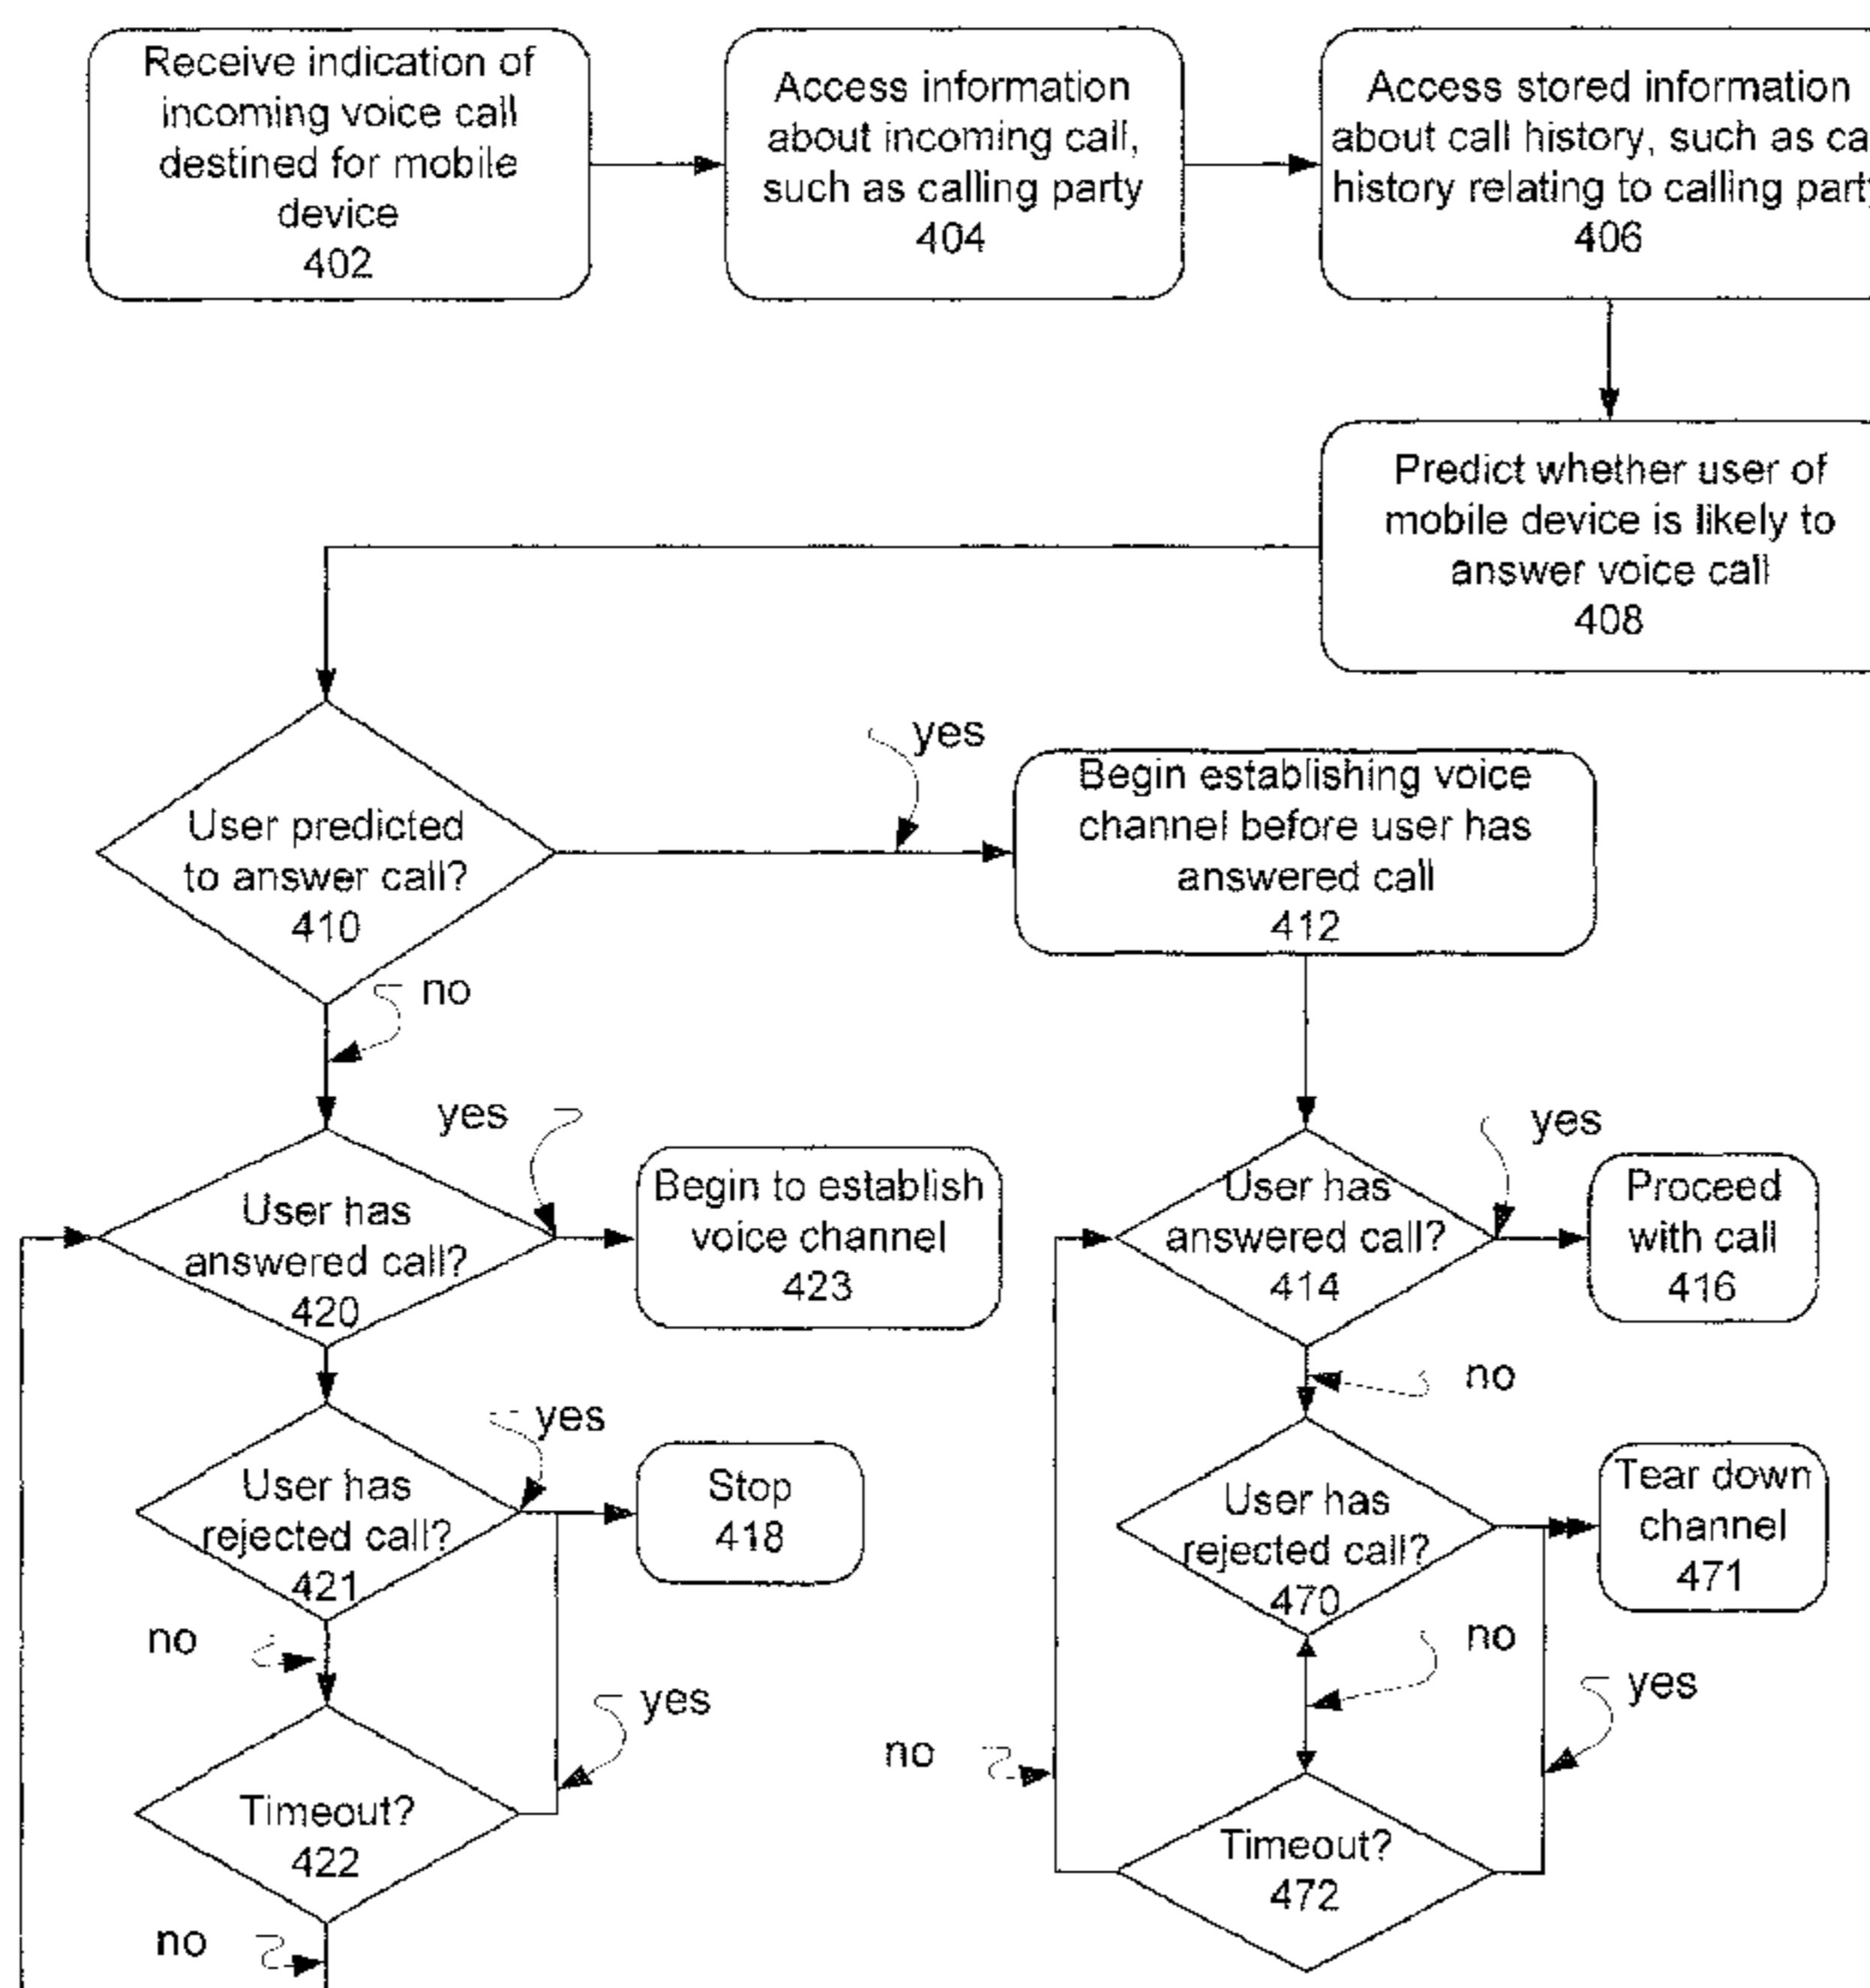 Receive indication of
incoming voice call
destined for mobile
device
402
Access information
about incoming call,
such as calling party
404
Access stored information
about call history, such as
history relating to calling
406
Predict whether user of
mobile device is likely to
answer voice call
408
User predicted
to answer call?
410
yes
Begin establishing voice
channel before user has
answered call
412
no
User has
answered call?
420
yes
Begin to establish
voice channel
423
User has
answered call?
414
yes
Proceed
with call
416
no
User has
rejected call?
421
yes
Stop
418
User has
rejected call?
470
Tear down
channel
471
no
no
Timeout?
422
yes
yes
no
Timeout?
472
no